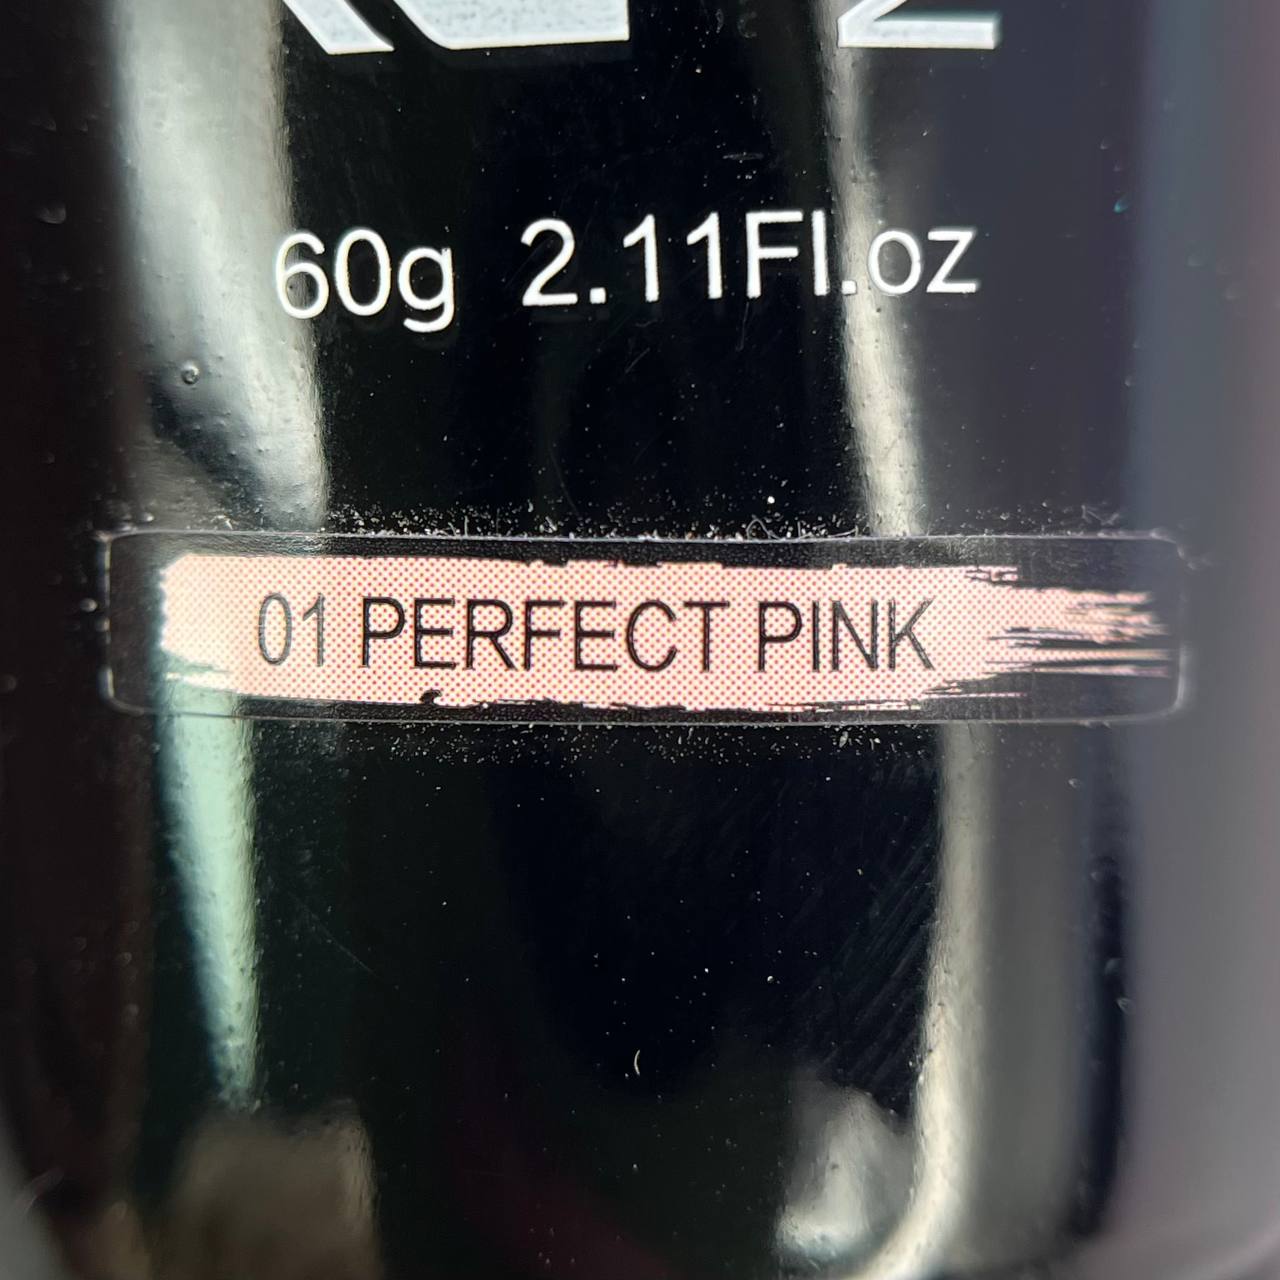 60g 2.11Fl.oz
01 PERFECT PINK